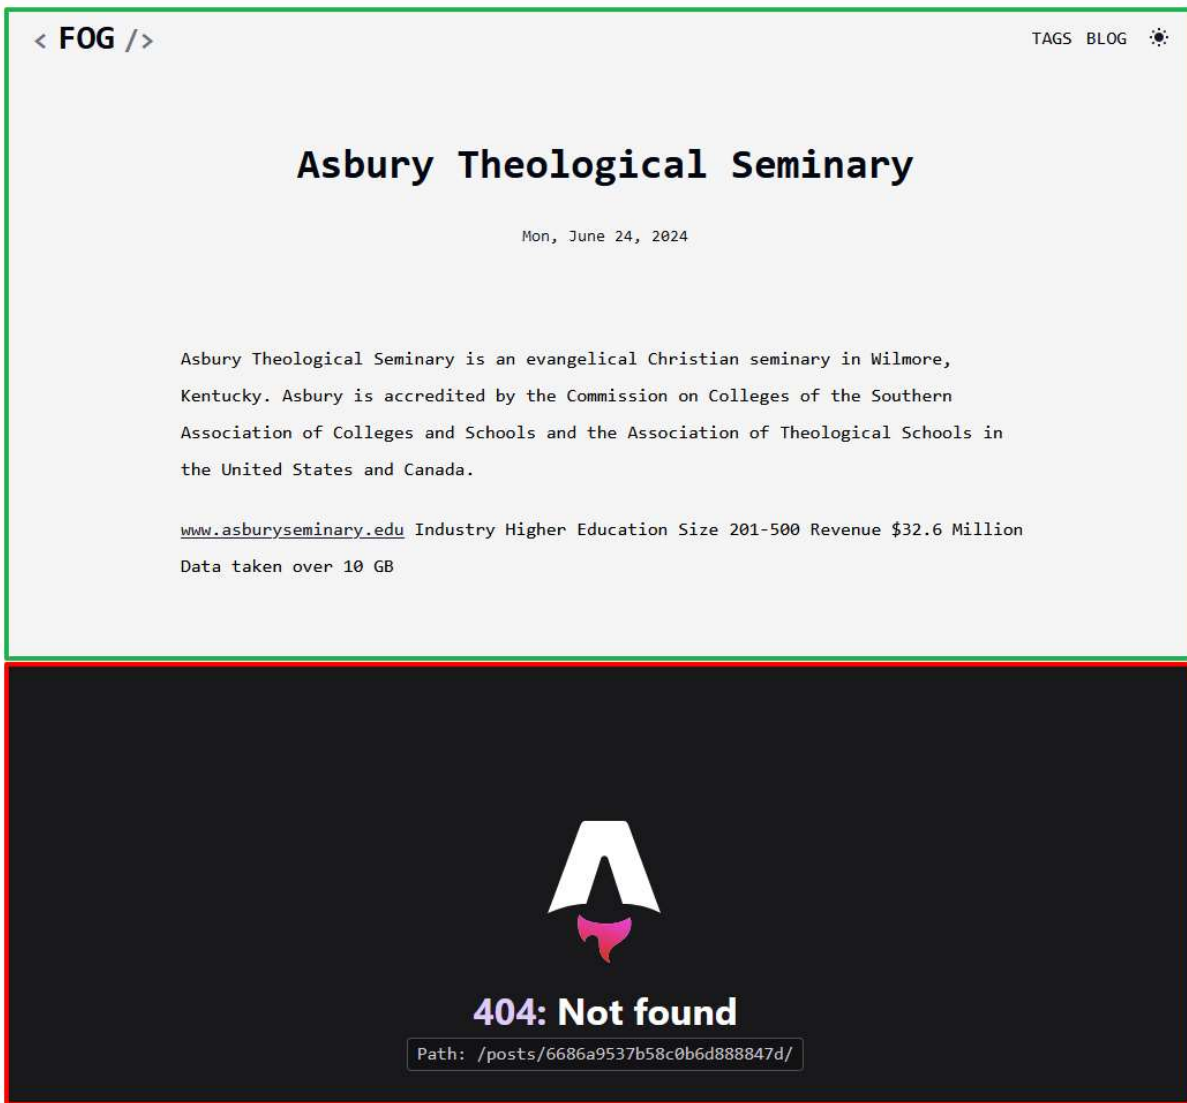 < FOG />
TAGS BLOG
Asbury Theological Seminary
Mon, June 24, 2024
Asbury Theological Seminary is an evangelical Christian seminary in Wilmore,
Kentucky. Asbury is accredited by the Commission on Colleges of the Southern
Association of Colleges and Schools and the Association of Theological Schools in
the United States and Canada.
www.asburyseminary.edu Industry Higher Education Size 201-500 Revenue $32.6 Million
Data taken over 10 GB
404: Not found
Path: /posts/6686a9537b58c0b6d888847d/